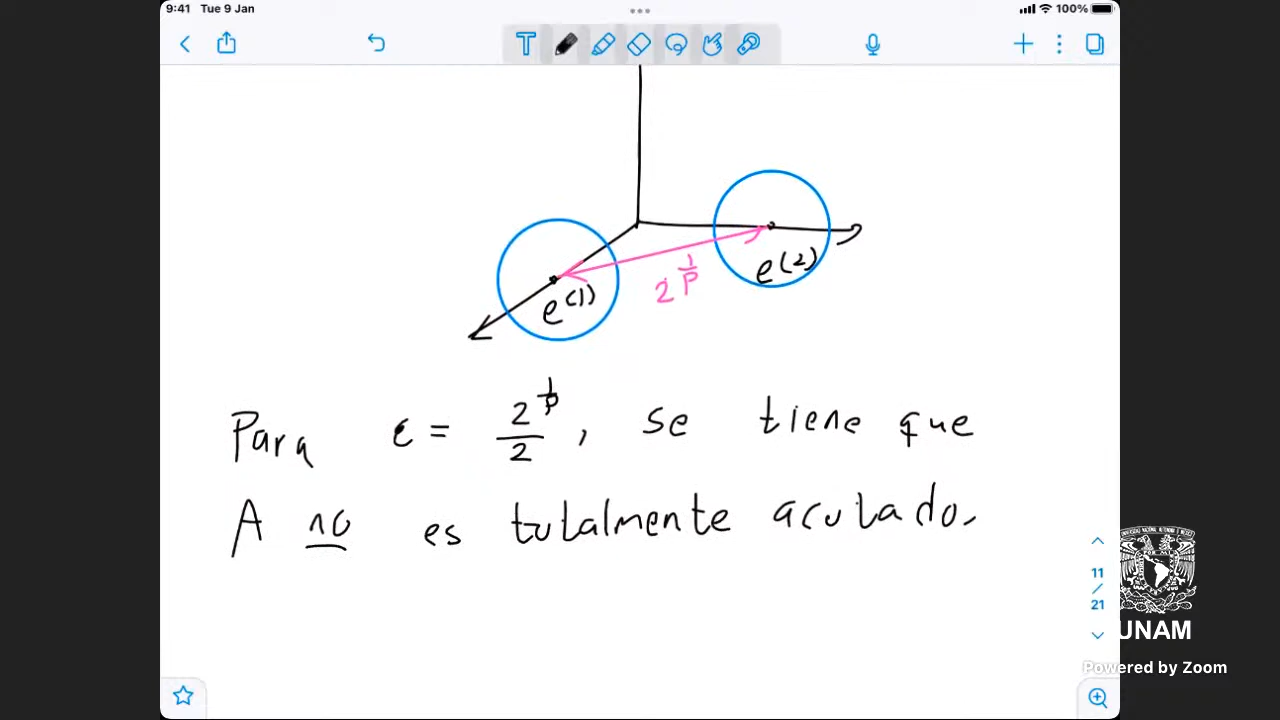 9:41 Tue 9 Jan
100%
e(1)
e(2)
2^{1/p}
Para ε = 2^{1/p}/2, se tiene que
A no es totalmente acotado.
11
/
21
UNAM
Powered by Zoom